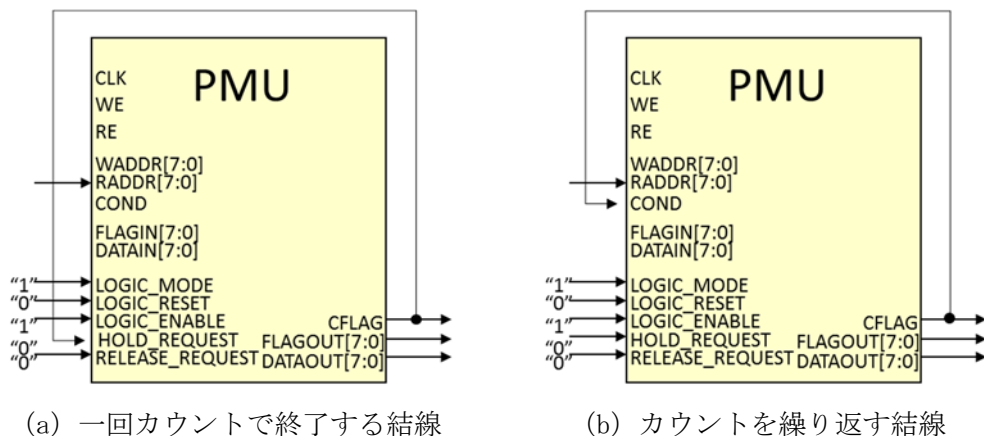 PMU
CLK
WE
RE
WADDR[7:0]
RADDR[7:0]
COND
FLAGIN[7:0]
DATAIN[7:0]
"1" LOGIC_MODE
"0" LOGIC_RESET
"1" LOGIC_ENABLE CFLAG
"0" HOLD_REQUEST FLAGOUT[7:0]
"0" RELEASE_REQUEST DATAOUT[7:0]
(a) 一回カウントで終了する結線
PMU
CLK
WE
RE
WADDR[7:0]
RADDR[7:0]
COND
FLAGIN[7:0]
DATAIN[7:0]
"1" LOGIC_MODE
"0" LOGIC_RESET
"1" LOGIC_ENABLE CFLAG
"0" HOLD_REQUEST FLAGOUT[7:0]
"0" RELEASE_REQUEST DATAOUT[7:0]
(b) カウントを繰り返す結線